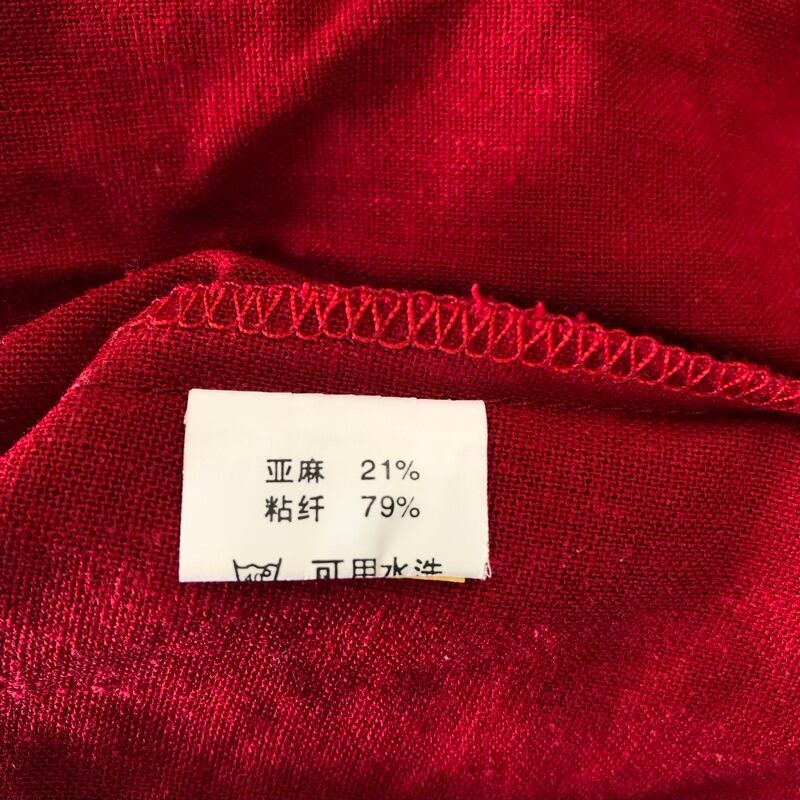 亚麻 21%
粘纤 79%
可用水洗